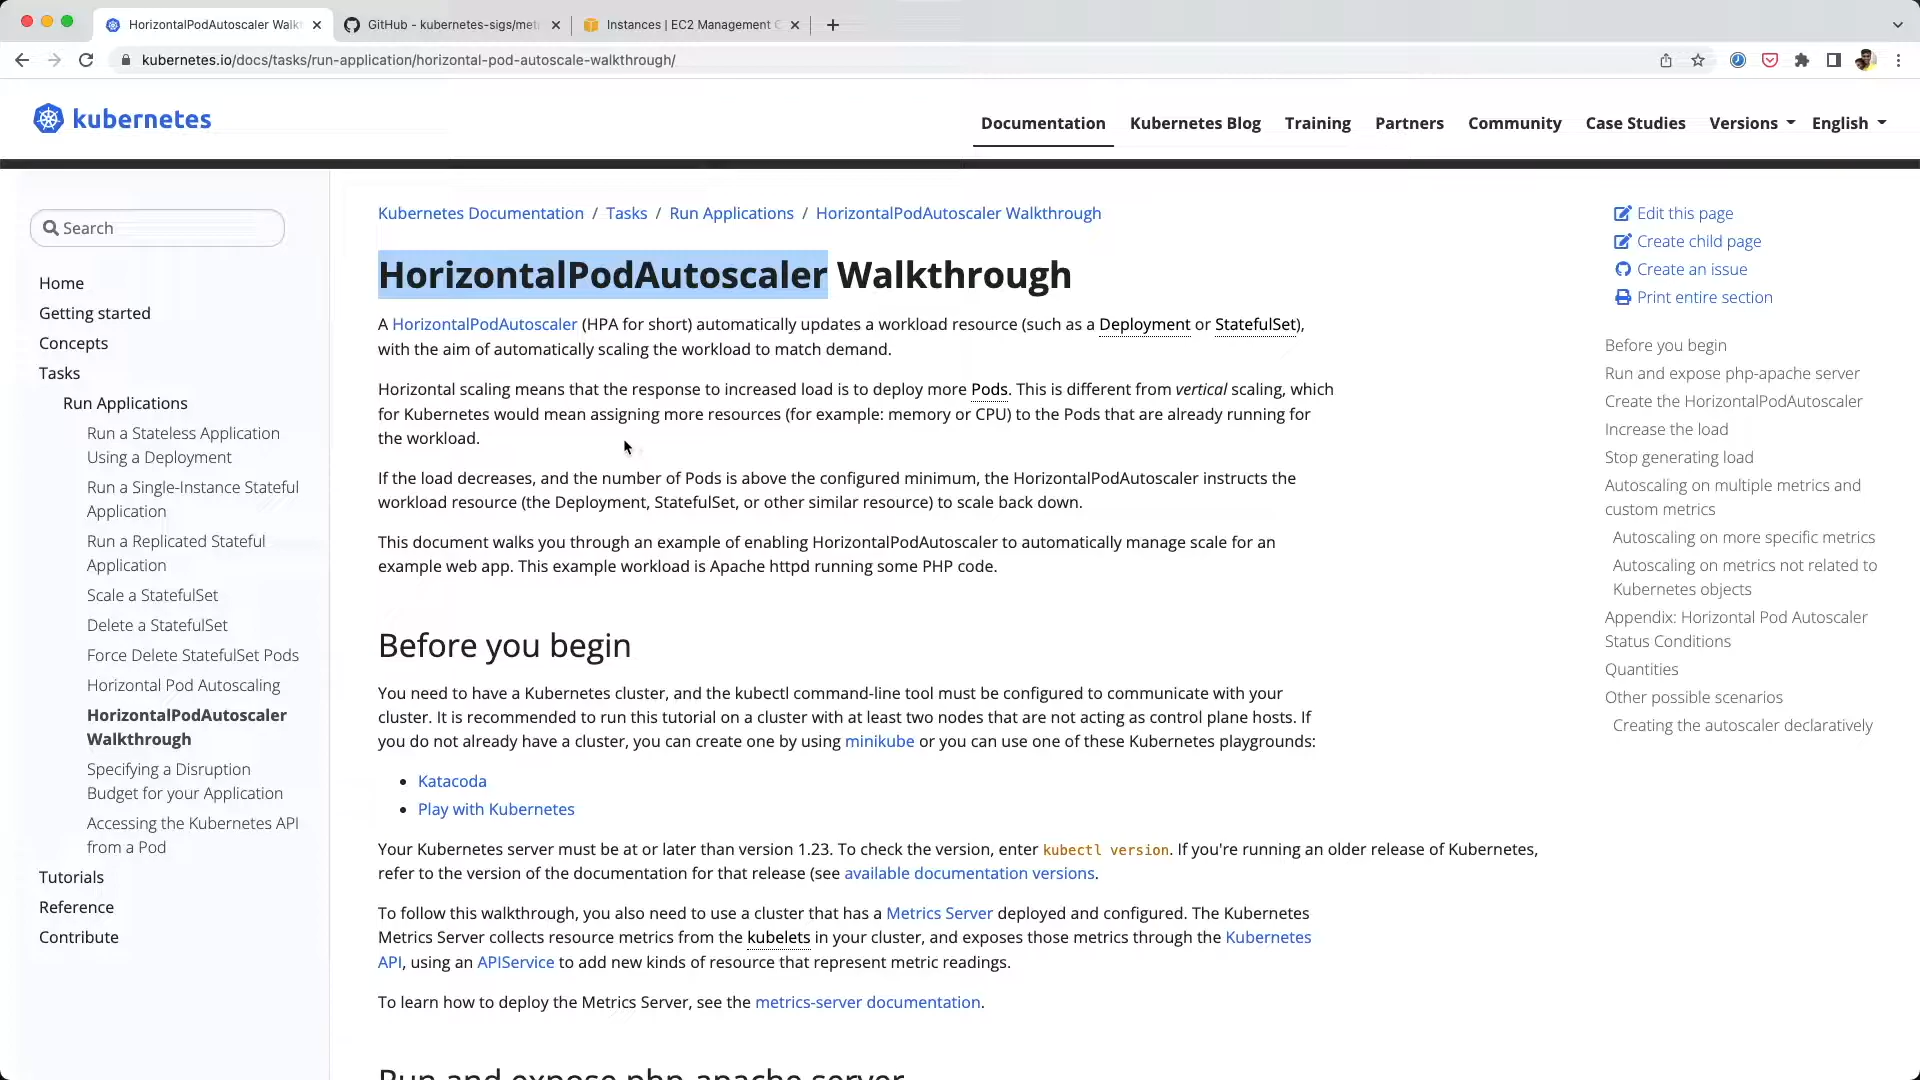 HorizontalPodAutoscaler Walk
GitHub - kubernetes-sigs/met
Instances | EC2 Management C
kubernetes.io/docs/tasks/run-application/horizontal-pod-autoscale-walkthrough/
kubernetes
Documentation
Kubernetes Blog
Training
Partners
Community
Case Studies
Versions
English
Search
Home
Getting started
Concepts
Tasks
Run Applications
Run a Stateless Application
Using a Deployment
Run a Single-Instance Stateful
Application
Run a Replicated Stateful
Application
Scale a StatefulSet
Delete a StatefulSet
Force Delete StatefulSet Pods
Horizontal Pod Autoscaling
HorizontalPodAutoscaler
Walkthrough
Specifying a Disruption
Budget for your Application
Accessing the Kubernetes API
from a Pod
Tutorials
Reference
Contribute
Kubernetes Documentation / Tasks / Run Applications / HorizontalPodAutoscaler Walkthrough
HorizontalPodAutoscaler Walkthrough
A HorizontalPodAutoscaler (HPA for short) automatically updates a workload resource (such as a Deployment or StatefulSet),
with the aim of automatically scaling the workload to match demand.
Horizontal scaling means that the response to increased load is to deploy more Pods. This is different from vertical scaling, which
for Kubernetes would mean assigning more resources (for example: memory or CPU) to the Pods that are already running for
the workload.
If the load decreases, and the number of Pods is above the configured minimum, the HorizontalPodAutoscaler instructs the
workload resource (the Deployment, StatefulSet, or other similar resource) to scale back down.
This document walks you through an example of enabling HorizontalPodAutoscaler to automatically manage scale for an
example web app. This example workload is Apache httpd running some PHP code.
Before you begin
You need to have a Kubernetes cluster, and the kubectl command-line tool must be configured to communicate with your
cluster. It is recommended to run this tutorial on a cluster with at least two nodes that are not acting as control plane hosts. If
you do not already have a cluster, you can create one by using minikube or you can use one of these Kubernetes playgrounds:
Katacoda
Play with Kubernetes
Your Kubernetes server must be at or later than version 1.23. To check the version, enter kubectl version. If you're running an older release of Kubernetes,
refer to the version of the documentation for that release (see available documentation versions.
To follow this walkthrough, you also need to use a cluster that has a Metrics Server deployed and configured. The Kubernetes
Metrics Server collects resource metrics from the kubelets in your cluster, and exposes those metrics through the Kubernetes
API, using an APIService to add new kinds of resource that represent metric readings.
To learn how to deploy the Metrics Server, see the metrics-server documentation.
Run and expose php-apache server
Edit this page
Create child page
Create an issue
Print entire section
Before you begin
Run and expose php-apache server
Create the HorizontalPodAutoscaler
Increase the load
Stop generating load
Autoscaling on multiple metrics and
custom metrics
Autoscaling on more specific metrics
Autoscaling on metrics not related to
Kubernetes objects
Appendix: Horizontal Pod Autoscaler
Status Conditions
Quantities
Other possible scenarios
Creating the autoscaler declaratively